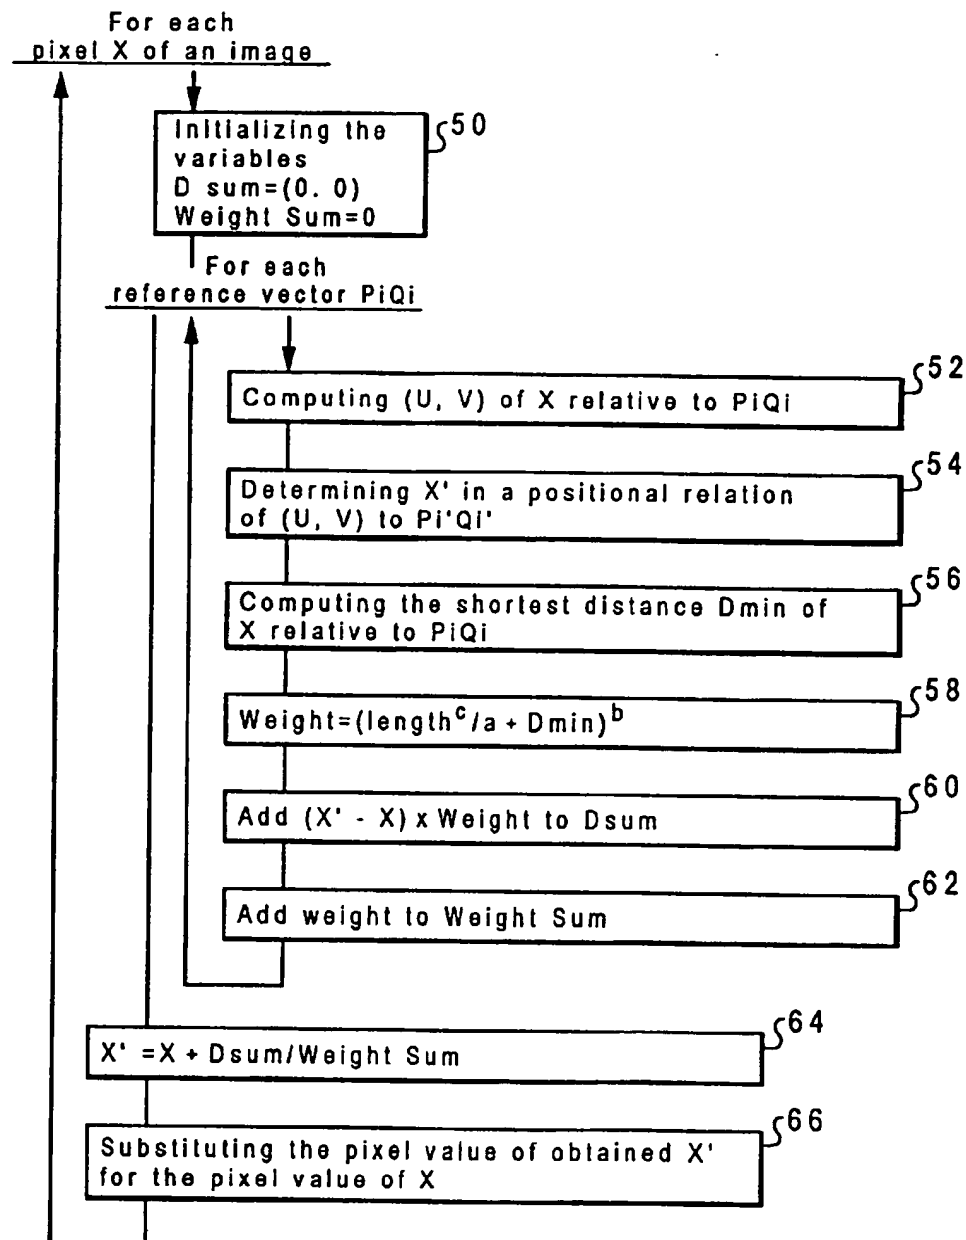 For each
pixel X of an image
50
Initializing the
variables
D sum=(0. 0)
Weight Sum=0
For each
reference vector PiQi
52
Computing (U, V) of X relative to PiQi
54
Determining X' in a positional relation
of (U, V) to Pi'Qi'
56
Computing the shortest distance Dmin of
X relative to PiQi
58
Weight=(length^c/a + Dmin)^b
60
Add (X' - X) x Weight to Dsum
62
Add weight to Weight Sum
64
X' =X + Dsum/Weight Sum
66
Substituting the pixel value of obtained X'
for the pixel value of X